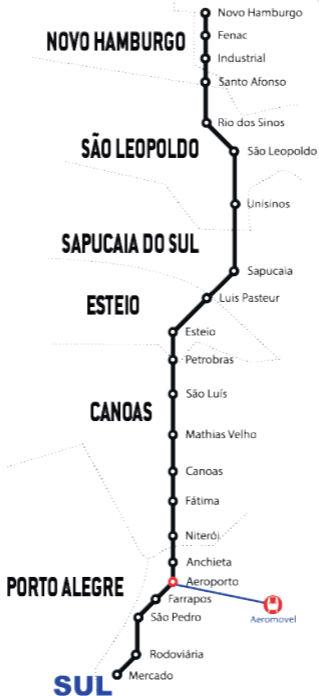 Novo Hamburgo
Fenac
NOVO HAMBURGO
Industrial
Santo Afonso
Rio dos Sinos
SÃO LEOPOLDO
São Leopoldo
Unisinos
SAPUCAIA DO SUL
Sapucaia
Luis Pasteur
ESTEIO
Esteio
Petrobras
São Luís
CANOAS
Mathias Velho
Canoas
Fátima
Niterói
Anchieta
PORTO ALEGRE
Aeroporto
Farrapos
São Pedro
Aeromovel
Rodoviária
Mercado
SUL